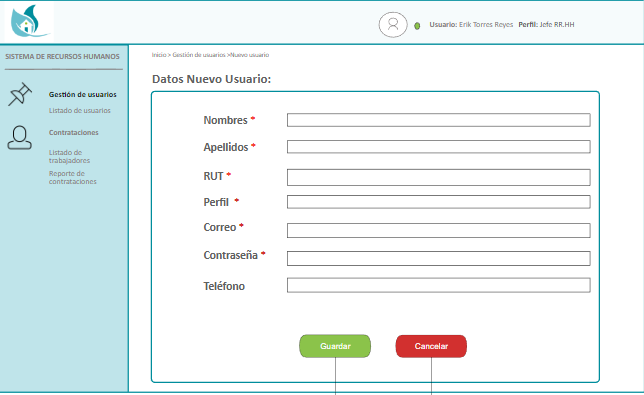 Usuario: Erik Torres Reyes Perfil: Jefe RR.HH
SISTEMA DE RECURSOS HUMANOS
Gestión de usuarios
Listado de usuarios
Contrataciones
Listado de
trabajadores
Reporte de
contrataciones
Inicio > Gestión de usuarios >Nuevo usuario
Datos Nuevo Usuario:
Nombres *
Apellidos *
RUT *
Perfil *
Correo *
Contraseña *
Teléfono
Guardar Cancelar